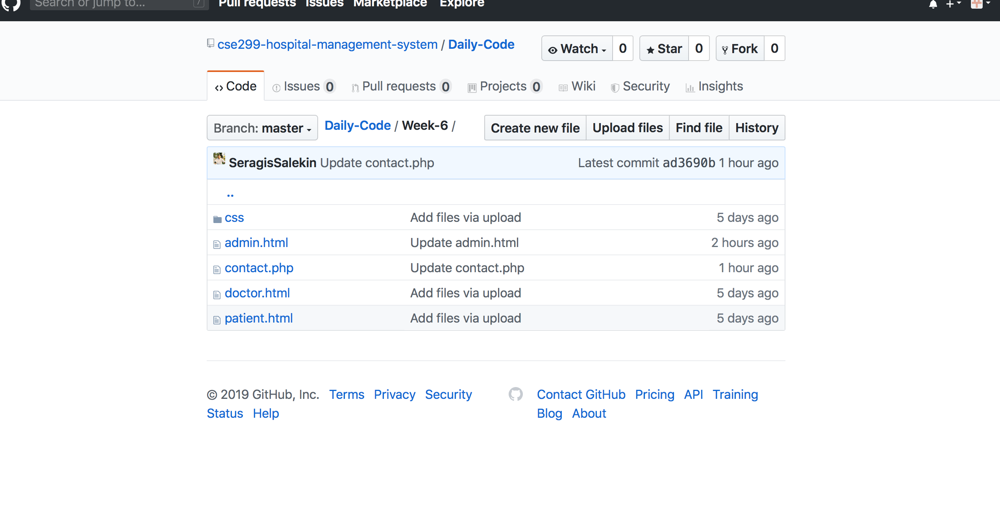 Search or jump to... /
Pull requests Issues Marketplace Explore
cse299-hospital-management-system / Daily-Code
Watch 0 Star 0 Fork 0
Code Issues 0 Pull requests 0 Projects 0 Wiki Security Insights
Branch: master Daily-Code / Week-6 /
Create new file Upload files Find file History
SeragisSalekin Update contact.php Latest commit ad3690b 1 hour ago
..
css Add files via upload 5 days ago
admin.html Update admin.html 2 hours ago
contact.php Update contact.php 1 hour ago
doctor.html Add files via upload 5 days ago
patient.html Add files via upload 5 days ago
© 2019 GitHub, Inc. Terms Privacy Security
Status Help
Contact GitHub Pricing API Training
Blog About